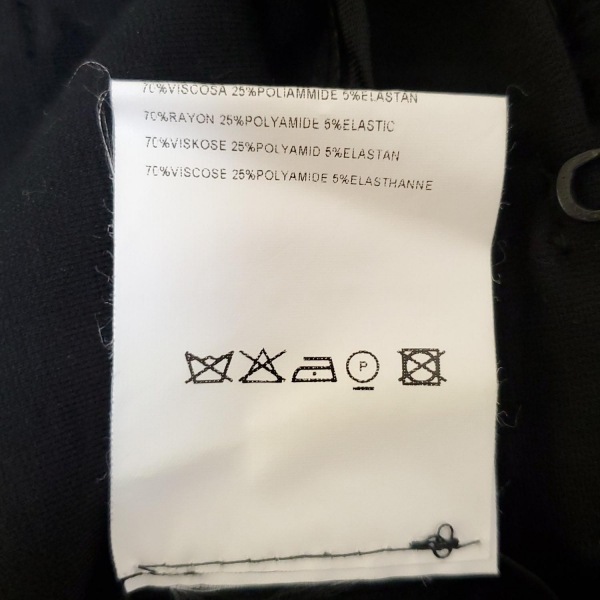 70%VISCOSA 25%POLIAMMIDE 5%ELASTAN
70%RAYON 25%POLYAMIDE 5%ELASTIC
70%VISKOSE 25%POLYAMID 5%ELASTAN
70%VISCOSE 25%POLYAMIDE 5%ELASTHANNE
P